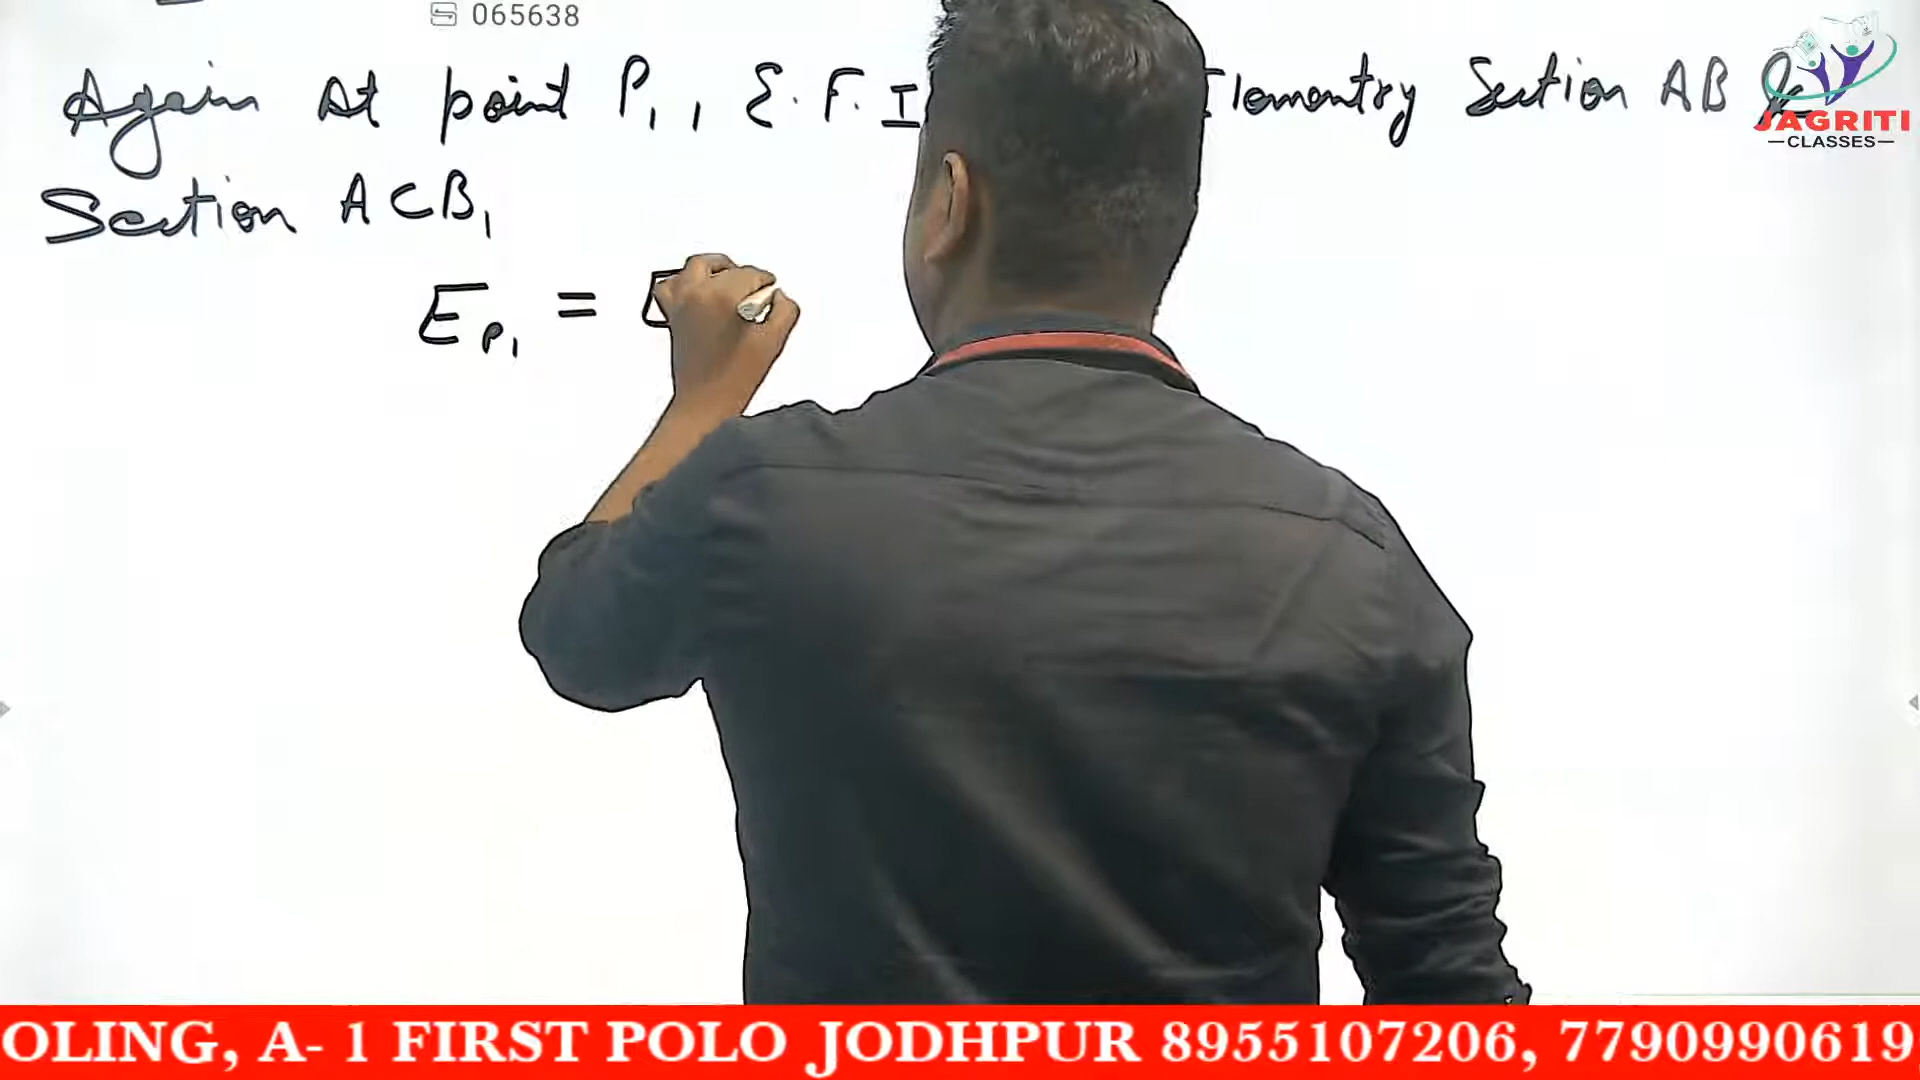 065638
Again At point P1, E.F.I Elementry Section AB &
Section ACB,
EP1 =
JAGRITI
—CLASSES—
OLING, A- 1 FIRST POLO JODHPUR 8955107206, 7790990619